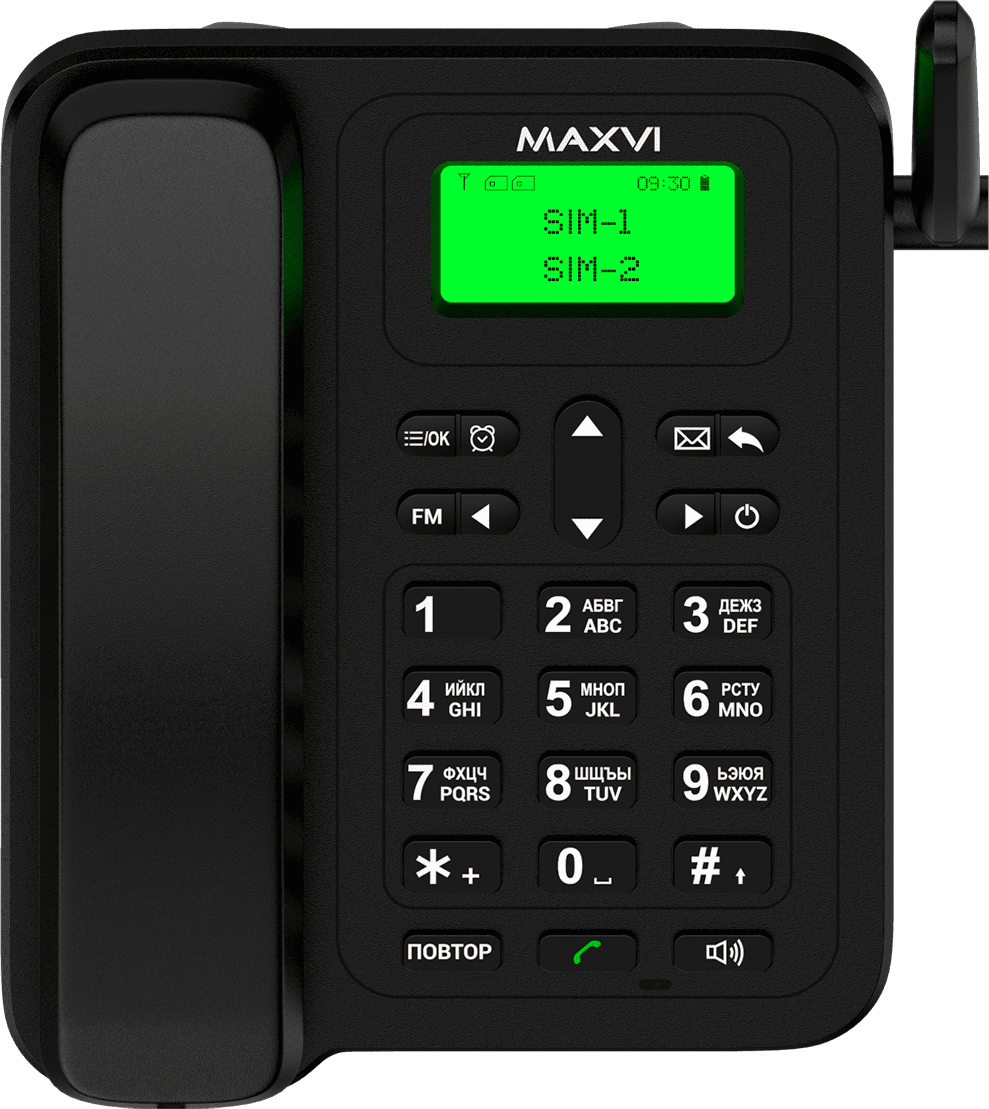 MAXVI
09:30
SIM-1
SIM-2
/OK
FM
1
2 АБВГ
ABC
3 ДЕЖЗ
DEF
4 ИЙКЛ
GHI
5 МНОП
JKL
6 РСТУ
MNO
7 ФХЦЧ
PQRS
8 ШЩЪЫ
TUV
9 ЬЭЮЯ
WXYZ
* +
0 ⎵
# ↑
ПОВТОР